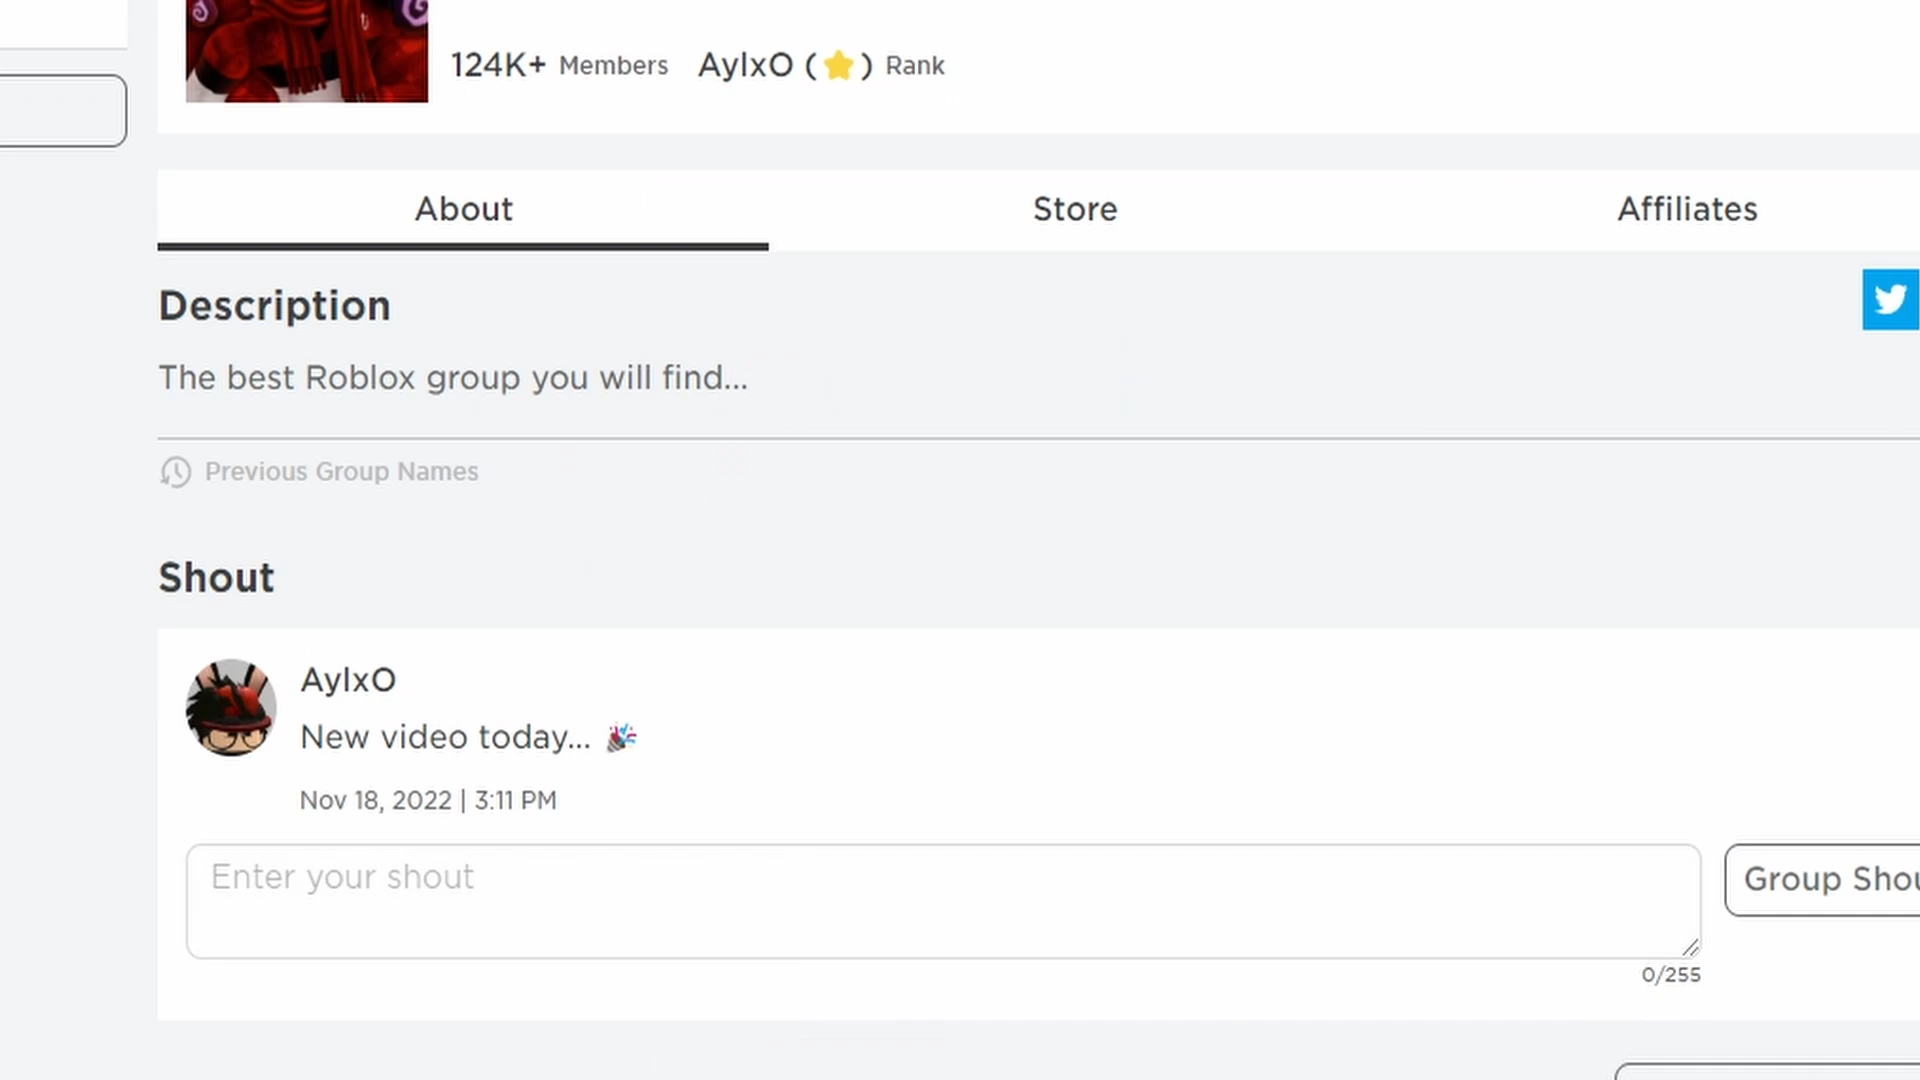 124K+ Members AylxO (⭐) Rank
About Store Affiliates
Description
The best Roblox group you will find...
Previous Group Names
Shout
AylxO
New video today... 🎉
Nov 18, 2022 | 3:11 PM
Enter your shout
Group Shou
0/255